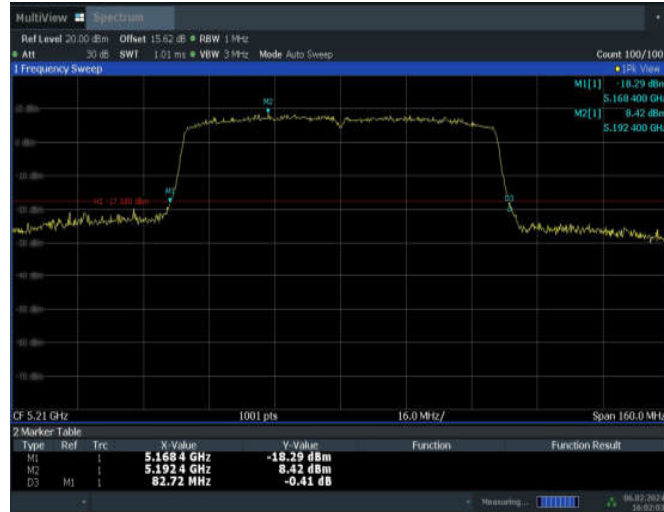 MultiView Spectrum
Ref Level 20.00 dBm Offset 15.62 dB RBW 1 MHz
Att 30 dB SWT 1.01 ms VBW 3 MHz Mode Auto Sweep Count 100/100
1 Frequency Sweep 1Pk View
M1[1] -18.29 dBm
5.168 400 GHz
M2[1] 8.42 dBm
5.192 400 GHz
M2
M1
D3
CF 5.21 GHz 1001 pts 16.0 MHz/ Span 160.0 MHz
2 Marker Table
Type Ref Trc X-Value Y-Value Function Function Result
M1 1 5.168 4 GHz -18.29 dBm
M2 1 5.192 4 GHz 8.42 dBm
D3 M1 1 82.72 MHz -0.41 dB
Measuring...